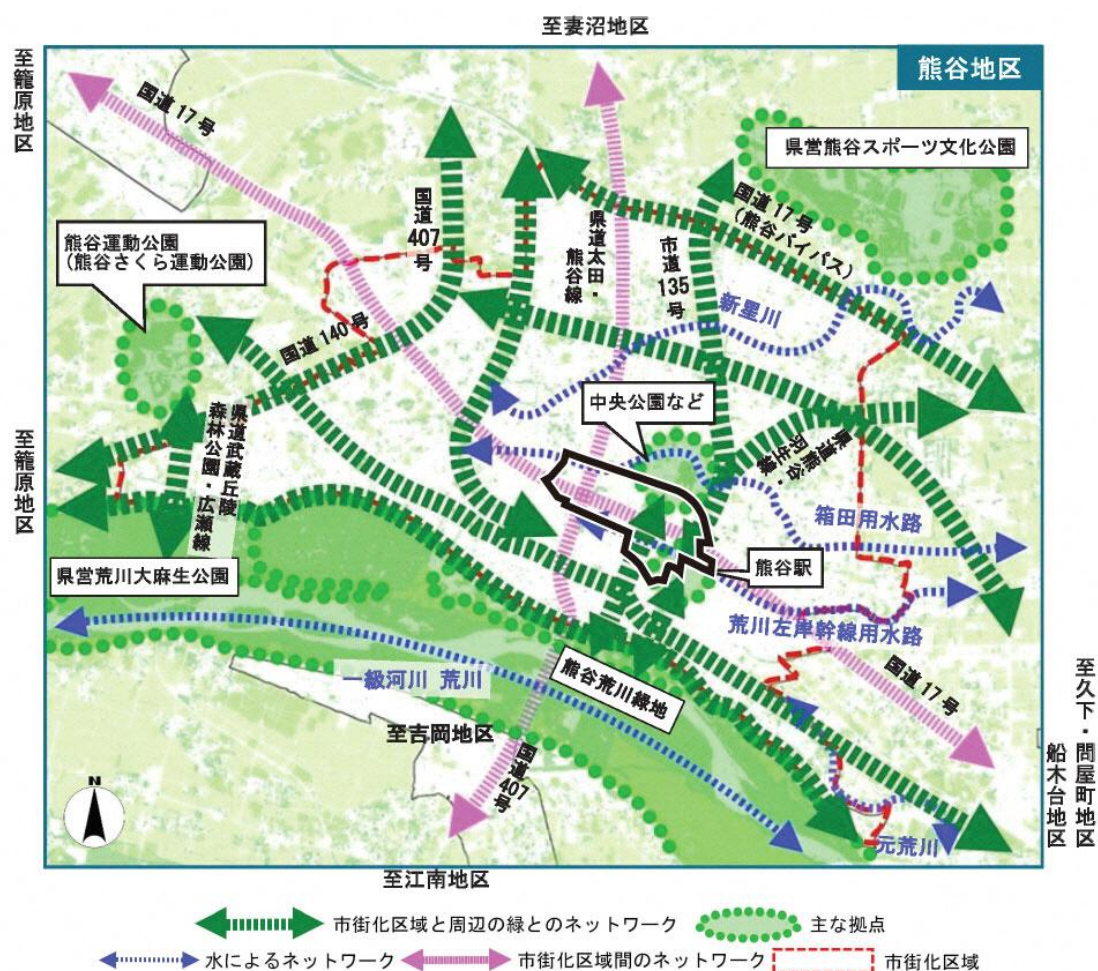 至妻沼地区
熊谷地区
至籠原地区
国道17号
県営熊谷スポーツ文化公園
国道
407
号
国道17号
(熊谷バイパス)
県道太田・
熊谷線
市道
135
号
熊谷運動公園
(熊谷さくら運動公園)
新星川
国道140号
中央公園など
至籠原地区
県道武蔵丘陵
森林公園・広瀬線
県道熊谷・
羽生線
箱田用水路
県営荒川大麻生公園
熊谷駅
荒川左岸幹線用水路
熊谷荒川緑地
国道17号
一級河川 荒川
至吉岡地区
国道
407
号
至久下・問屋町地区
船木台地区
N
元荒川
至江南地区
市街化区域と周辺の緑とのネットワーク
主な拠点
水によるネットワーク
市街化区域間のネットワーク
市街化区域